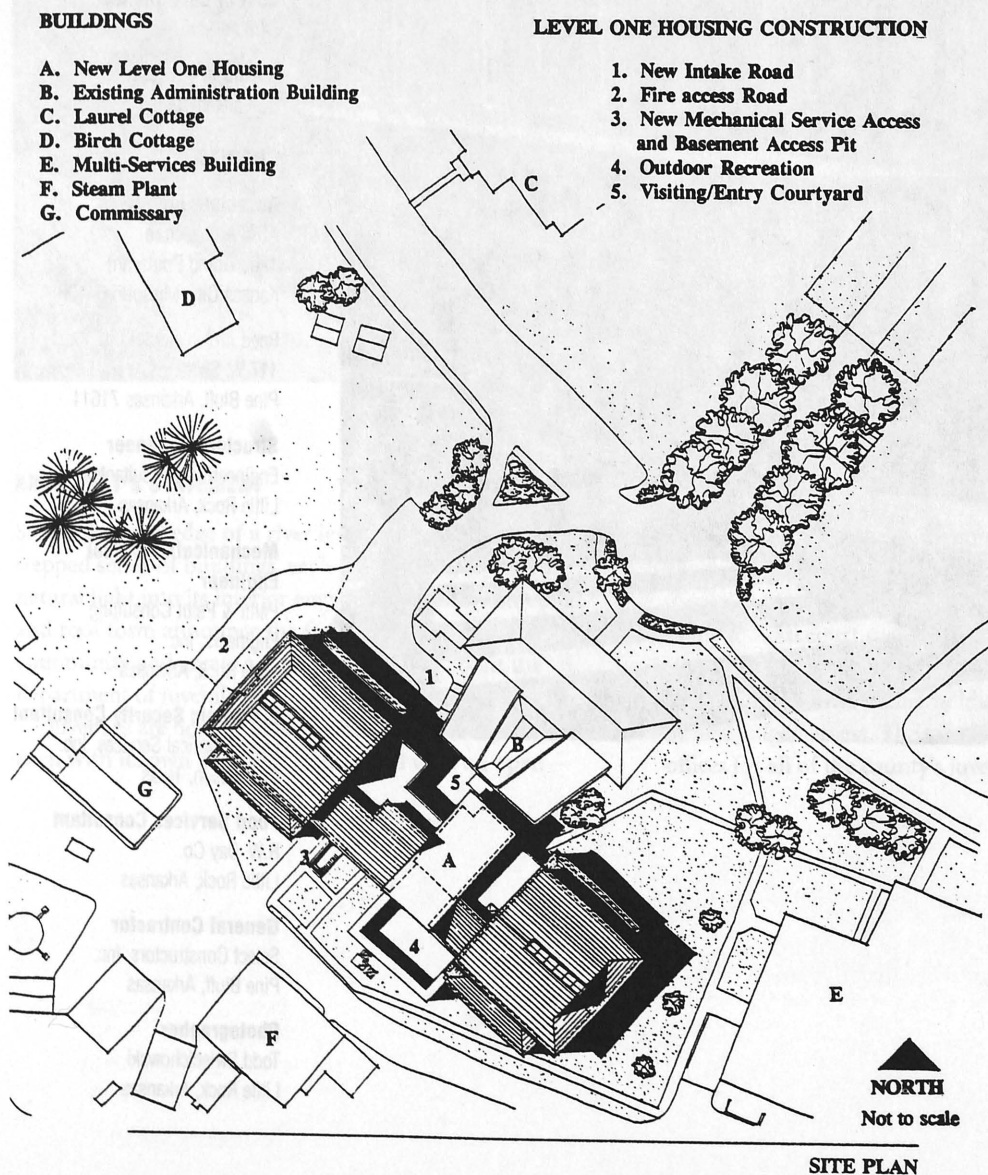 BUILDINGS
A. New Level One Housing
B. Existing Administration Building
C. Laurel Cottage
D. Birch Cottage
E. Multi-Services Building
F. Steam Plant
G. Commissary
LEVEL ONE HOUSING CONSTRUCTION
1. New Intake Road
2. Fire access Road
3. New Mechanical Service Access
and Basement Access Pit
4. Outdoor Recreation
5. Visiting/Entry Courtyard
C
D
2
1
B
5
G
A
3
4
E
F
NORTH
Not to scale
SITE PLAN